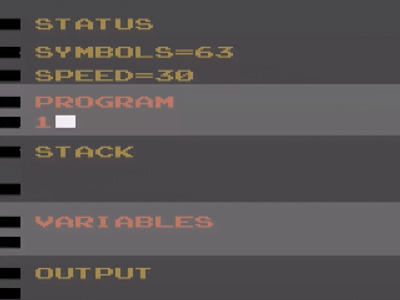 STATUS
SYMBOLS=63
SPEED=30
PROGRAM
1
STACK
VARIABLES
OUTPUT